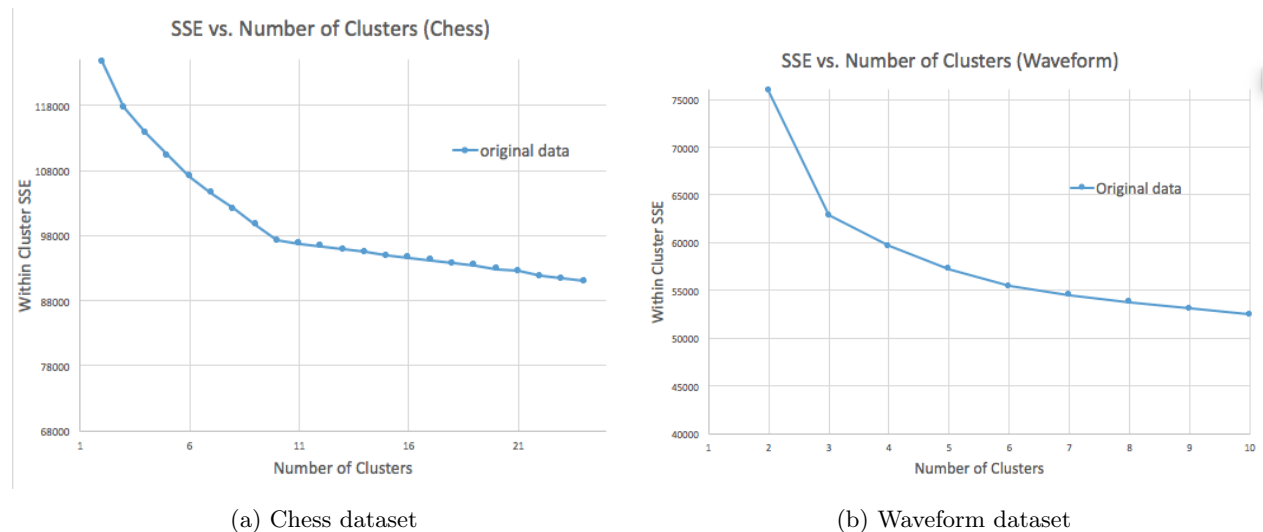 SSE vs. Number of Clusters (Chess)
118000
108000
98000
88000
78000
68000
Within Cluster SSE
original data
1 6 11 16 21
Number of Clusters
(a) Chess dataset
SSE vs. Number of Clusters (Waveform)
75000
70000
65000
60000
55000
50000
45000
40000
Within Cluster SSE
Original data
1 2 3 4 5 6 7 8 9 10
Number of Clusters
(b) Waveform dataset